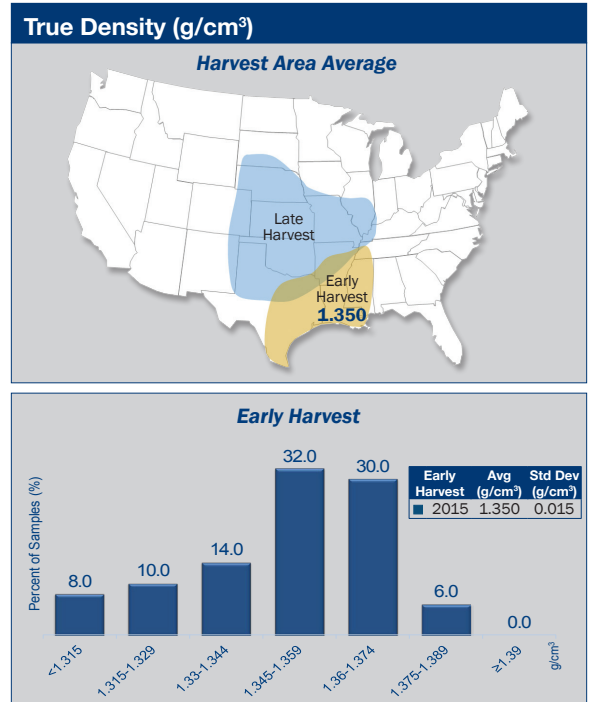 True Density (g/cm³)
Harvest Area Average
Late
Harvest
Early
Harvest
1.350
Early Harvest
Percent of Samples (%)
8.0
10.0
14.0
32.0
30.0
6.0
0.0
Early Harvest Avg (g/cm³) Std Dev (g/cm³)
2015 1.350 0.015
<1.315
1.315-1.329
1.33-1.344
1.345-1.359
1.36-1.374
1.375-1.389
≥1.39
g/cm³